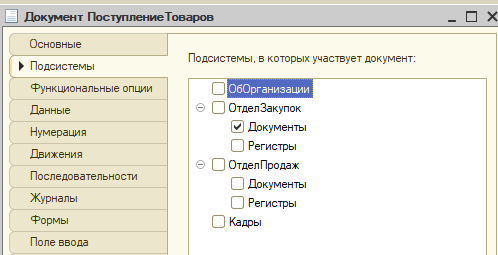 Документ ПоступлениеТоваров
Основные
Подсистемы
Функциональные опции
Данные
Нумерация
Движения
Последовательности
Журналы
Формы
Поле ввода
Подсистемы, в которых участвует документ:
ОбОрганизации
ОтделЗакупок
Документы
Регистры
ОтделПродаж
Документы
Регистры
Кадры